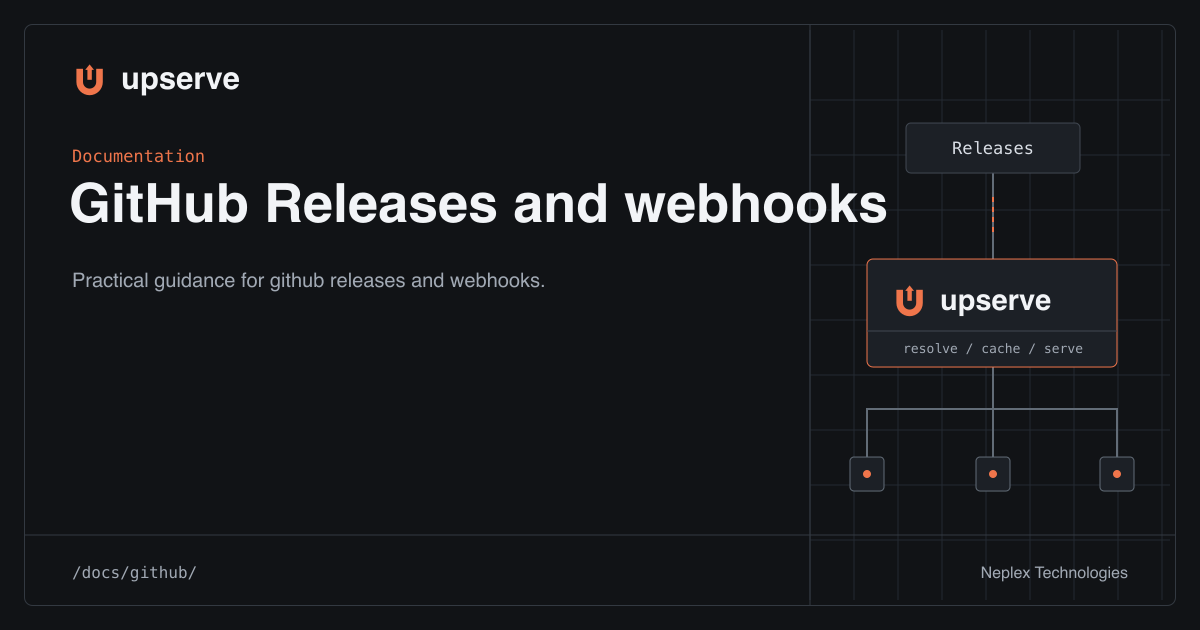 upserve
Documentation
GitHub Releases and webhooks
Practical guidance for github releases and webhooks.
Releases
upserve
resolve / cache / serve
/docs/github/
Neplex Technologies